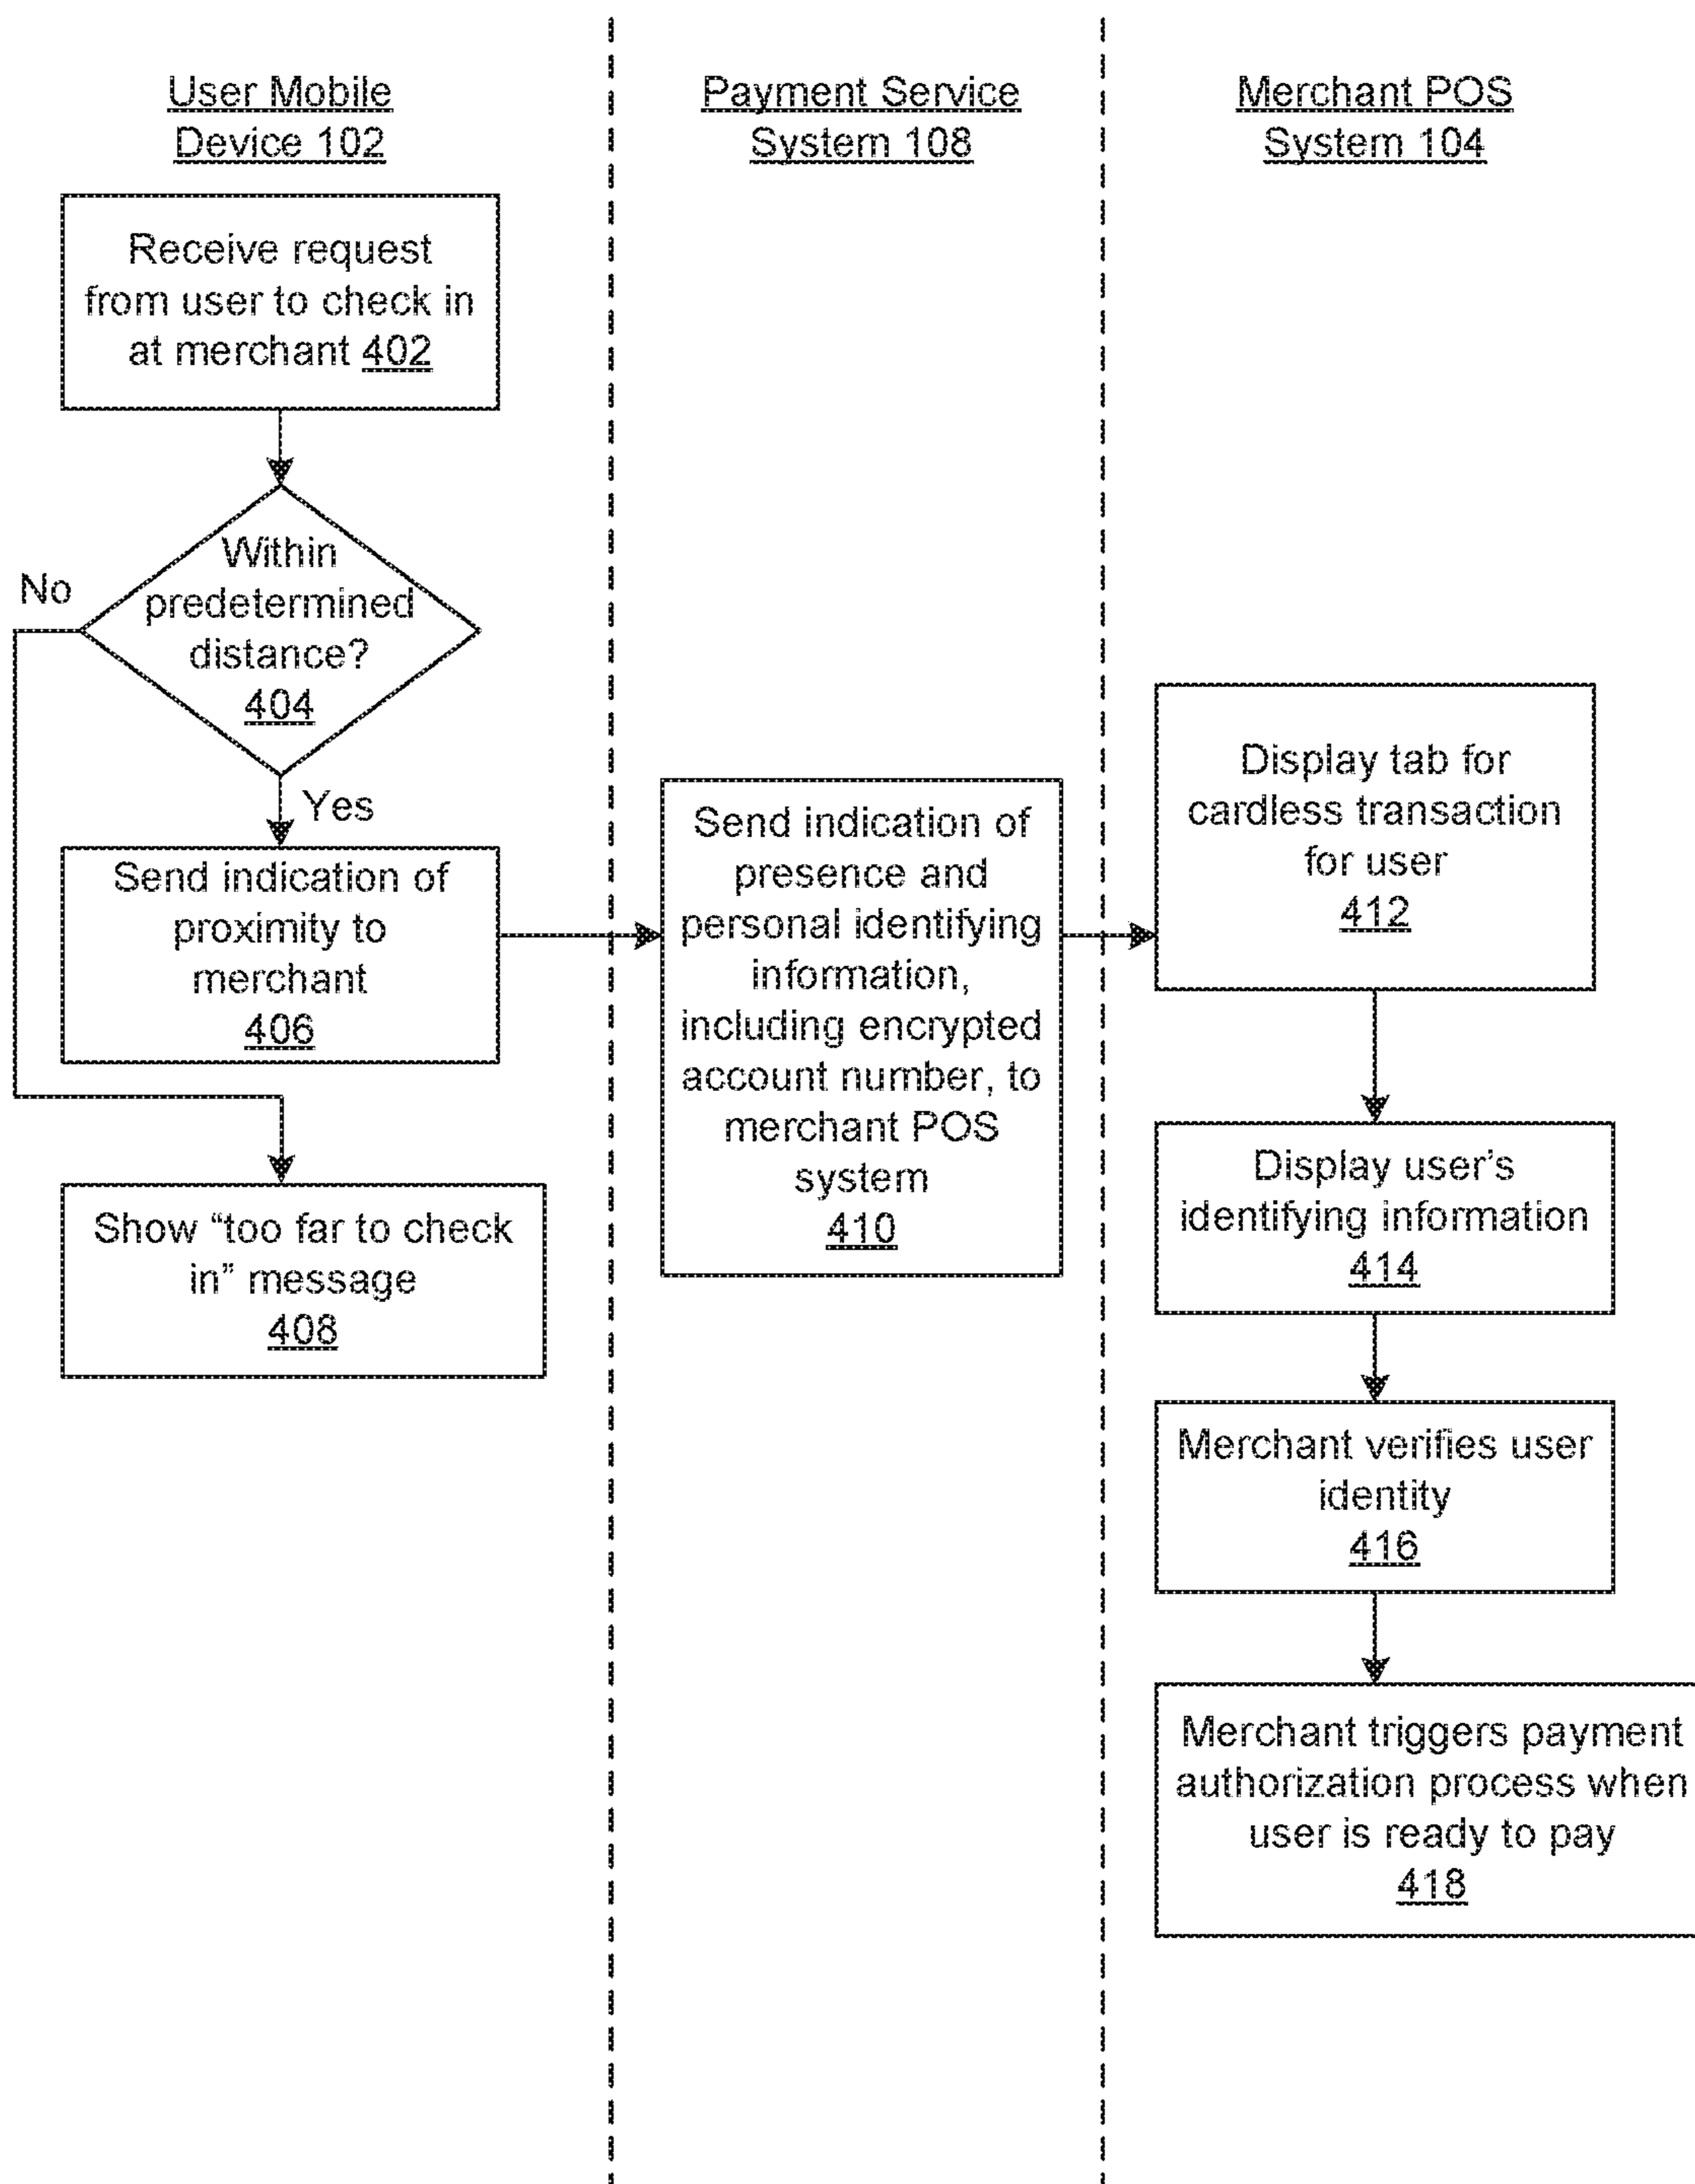 User Mobile
Device 102
Payment Service
System 108
Merchant POS
System 104
Receive request
from user to check in
at merchant 402
Within
predetermined
distance?
404
No
Yes
Send indication of
proximity to
merchant
406
Show “too far to check
in” message
408
Send indication of
presence and
personal identifying
information,
including encrypted
account number, to
merchant POS
system
410
Display tab for
cardless transaction
for user
412
Display user’s
identifying information
414
Merchant verifies user
identity
416
Merchant triggers payment
authorization process when
user is ready to pay
418